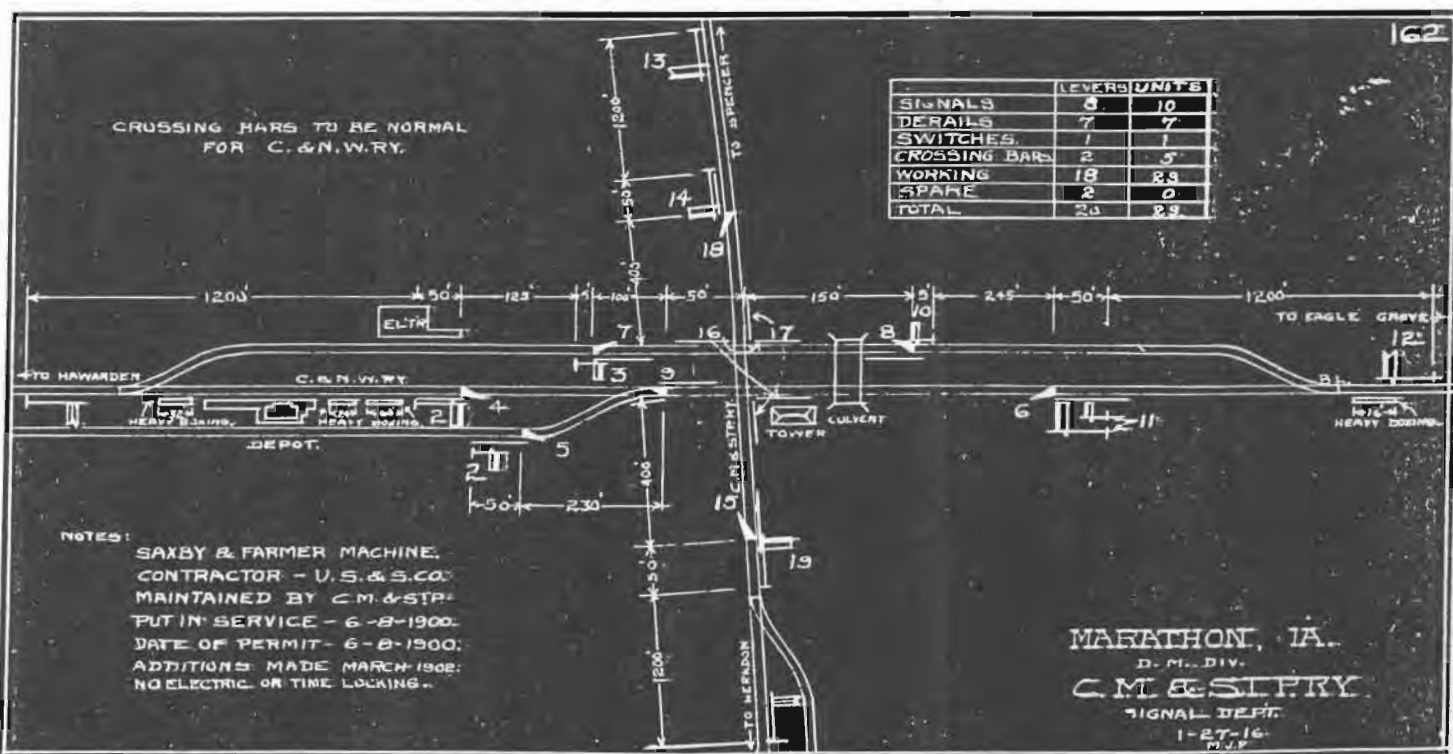 162
CROSSING BARS TO BE NORMAL
FOR C. & N.W. RY.
LEVERS UNITS
SIGNALS 8 10
DERAILS 7 7
SWITCHES. 1 1
CROSSING BARS 2 5
WORKING 18 23
SPARE 2 0
TOTAL 20 23
13
1200'
TO SPENCER
14
50'
18
400'
1200'
50'
125'
5'
100'
50'
150'
5'
245'
50'
1200'
10
TO EAGLE GROVE
ELTR
7
16
17
8
12
TO HAWARDEN
C. & N.W. RY.
3
9
4
2
HEAVY BOXING.
HEAVY BOXING.
TOWER
CULVERT
6
11
16'
HEAVY BOXING.
DEPOT.
5
2
C.M. & ST.P.RY.
50'
230'
400'
15
19
50'
1200'
TO HERNDON
NOTES:
SAXBY & FARMER MACHINE.
CONTRACTOR - U.S. & S. CO.
MAINTAINED BY C.M. & ST.P.
PUT IN SERVICE - 6-8-1900.
DATE OF PERMIT - 6-8-1900.
ADDITIONS MADE MARCH-1902.
NO ELECTRIC OR TIME LOCKING.
MARATHON, IA.
D. M. DIV.
C. M. & ST. P. RY.
SIGNAL DEPT.
1-27-16
M.J.F.